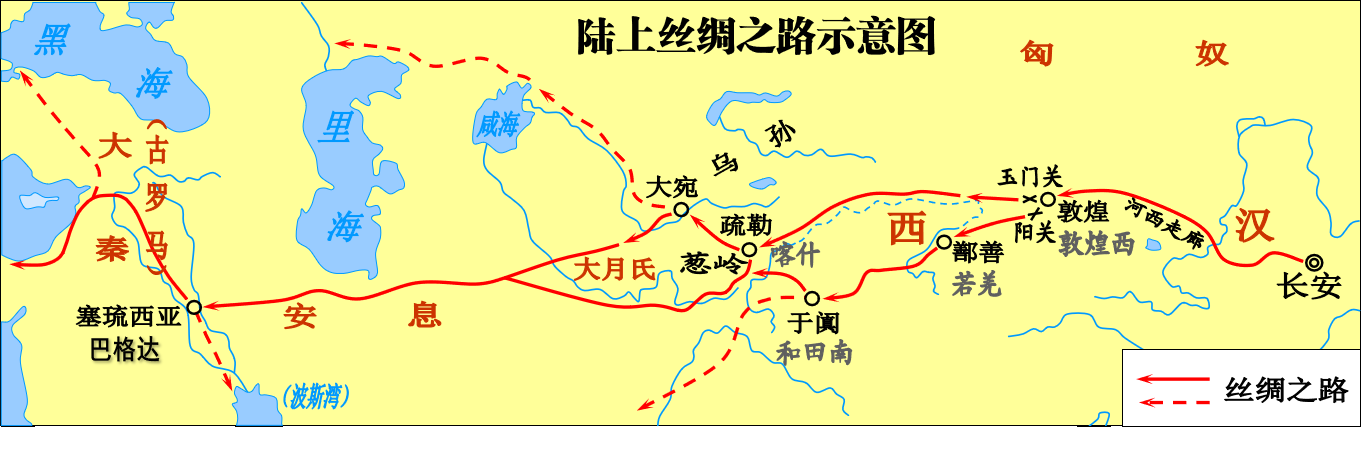 陆上丝绸之路示意图
黑海
里海
咸海
匈奴
乌孙
大宛
大秦
（古罗马）
玉门关
敦煌
阳关
敦煌西
河西走廊
汉
长安
西
疏勒
喀什
葱岭
鄯善
若羌
大月氏
于阗
和田南
安息
塞琉西亚
巴格达
（波斯湾）
丝绸之路